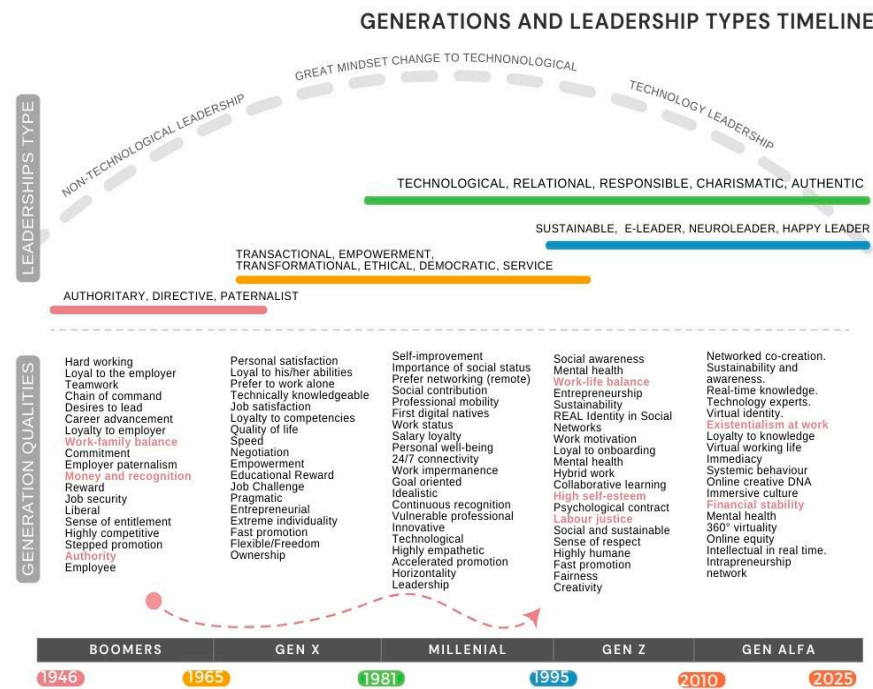 GENERATIONS AND LEADERSHIP TYPES TIMELINE
LEADERSHIPS TYPE
NON-TECHNOLOGICAL LEADERSHIP
GREAT MINDSET CHANGE TO TECHNONOLOGICAL
TECHNOLOGY LEADERSHIP
TECHNOLOGICAL, RELATIONAL, RESPONSIBLE, CHARISMATIC, AUTHENTIC
SUSTAINABLE, E-LEADER, NEUROLEADER, HAPPY LEADER
TRANSACTIONAL, EMPOWERMENT,
TRANSFORMATIONAL, ETHICAL, DEMOCRATIC, SERVICE
AUTHORITARY, DIRECTIVE, PATERNALIST
GENERATION QUALITIES
Hard working
Loyal to the employer
Teamwork
Chain of command
Desires to lead
Career advancement
Loyalty to employer
Work-family balance
Commitment
Employer paternalism
Money and recognition
Reward
Job security
Liberal
Sense of entitlement
Highly competitive
Stepped promotion
Authority
Employee
Personal satisfaction
Loyal to his/her abilities
Prefer to work alone
Technically knowledgeable
Job satisfaction
Loyalty to competencies
Quality of life
Speed
Negotiation
Empowerment
Educational Reward
Job Challenge
Pragmatic
Entrepreneurial
Extreme individuality
Fast promotion
Flexible/Freedom
Ownership
Self-improvement
Importance of social status
Prefer networking (remote)
Social contribution
Professional mobility
First digital natives
Work status
Salary loyalty
Personal well-being
24/7 connectivity
Work impermanence
Goal oriented
Idealistic
Continuous recognition
Vulnerable professional
Innovative
Technological
Highly empathetic
Accelerated promotion
Horizontality
Leadership
Social awareness
Mental health
Work-life balance
Entrepreneurship
Sustainability
REAL Identity in Social
Networks
Work motivation
Loyal to onboarding
Mental health
Hybrid work
Collaborative learning
High self-esteem
Psychological contract
Labour justice
Social and sustainable
Sense of respect
Highly humane
Fast promotion
Fairness
Creativity
Networked co-creation.
Sustainability and
awareness.
Real-time knowledge.
Technology experts.
Virtual identity.
Existentialism at work
Loyalty to knowledge
Virtual working life
Immediacy
Systemic behaviour
Online creative DNA
Immersive culture
Financial stability
Mental health
360° virtuality
Online equity
Intellectual in real time.
Intrapreneurship
network
BOOMERS
GEN X
MILLENIAL
GEN Z
GEN ALFA
1946
1965
1981
1995
2010
2025